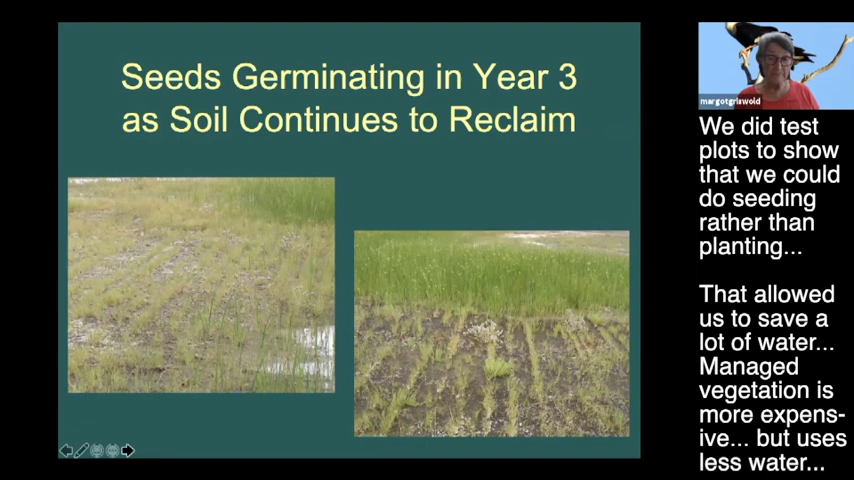 Seeds Germinating in Year 3
as Soil Continues to Reclaim
margotgriswold
We did test
plots to show
that we could
do seeding
rather than
planting...
That allowed
us to save a
lot of water...
Managed
vegetation is
more expens-
ive... but uses
less water...